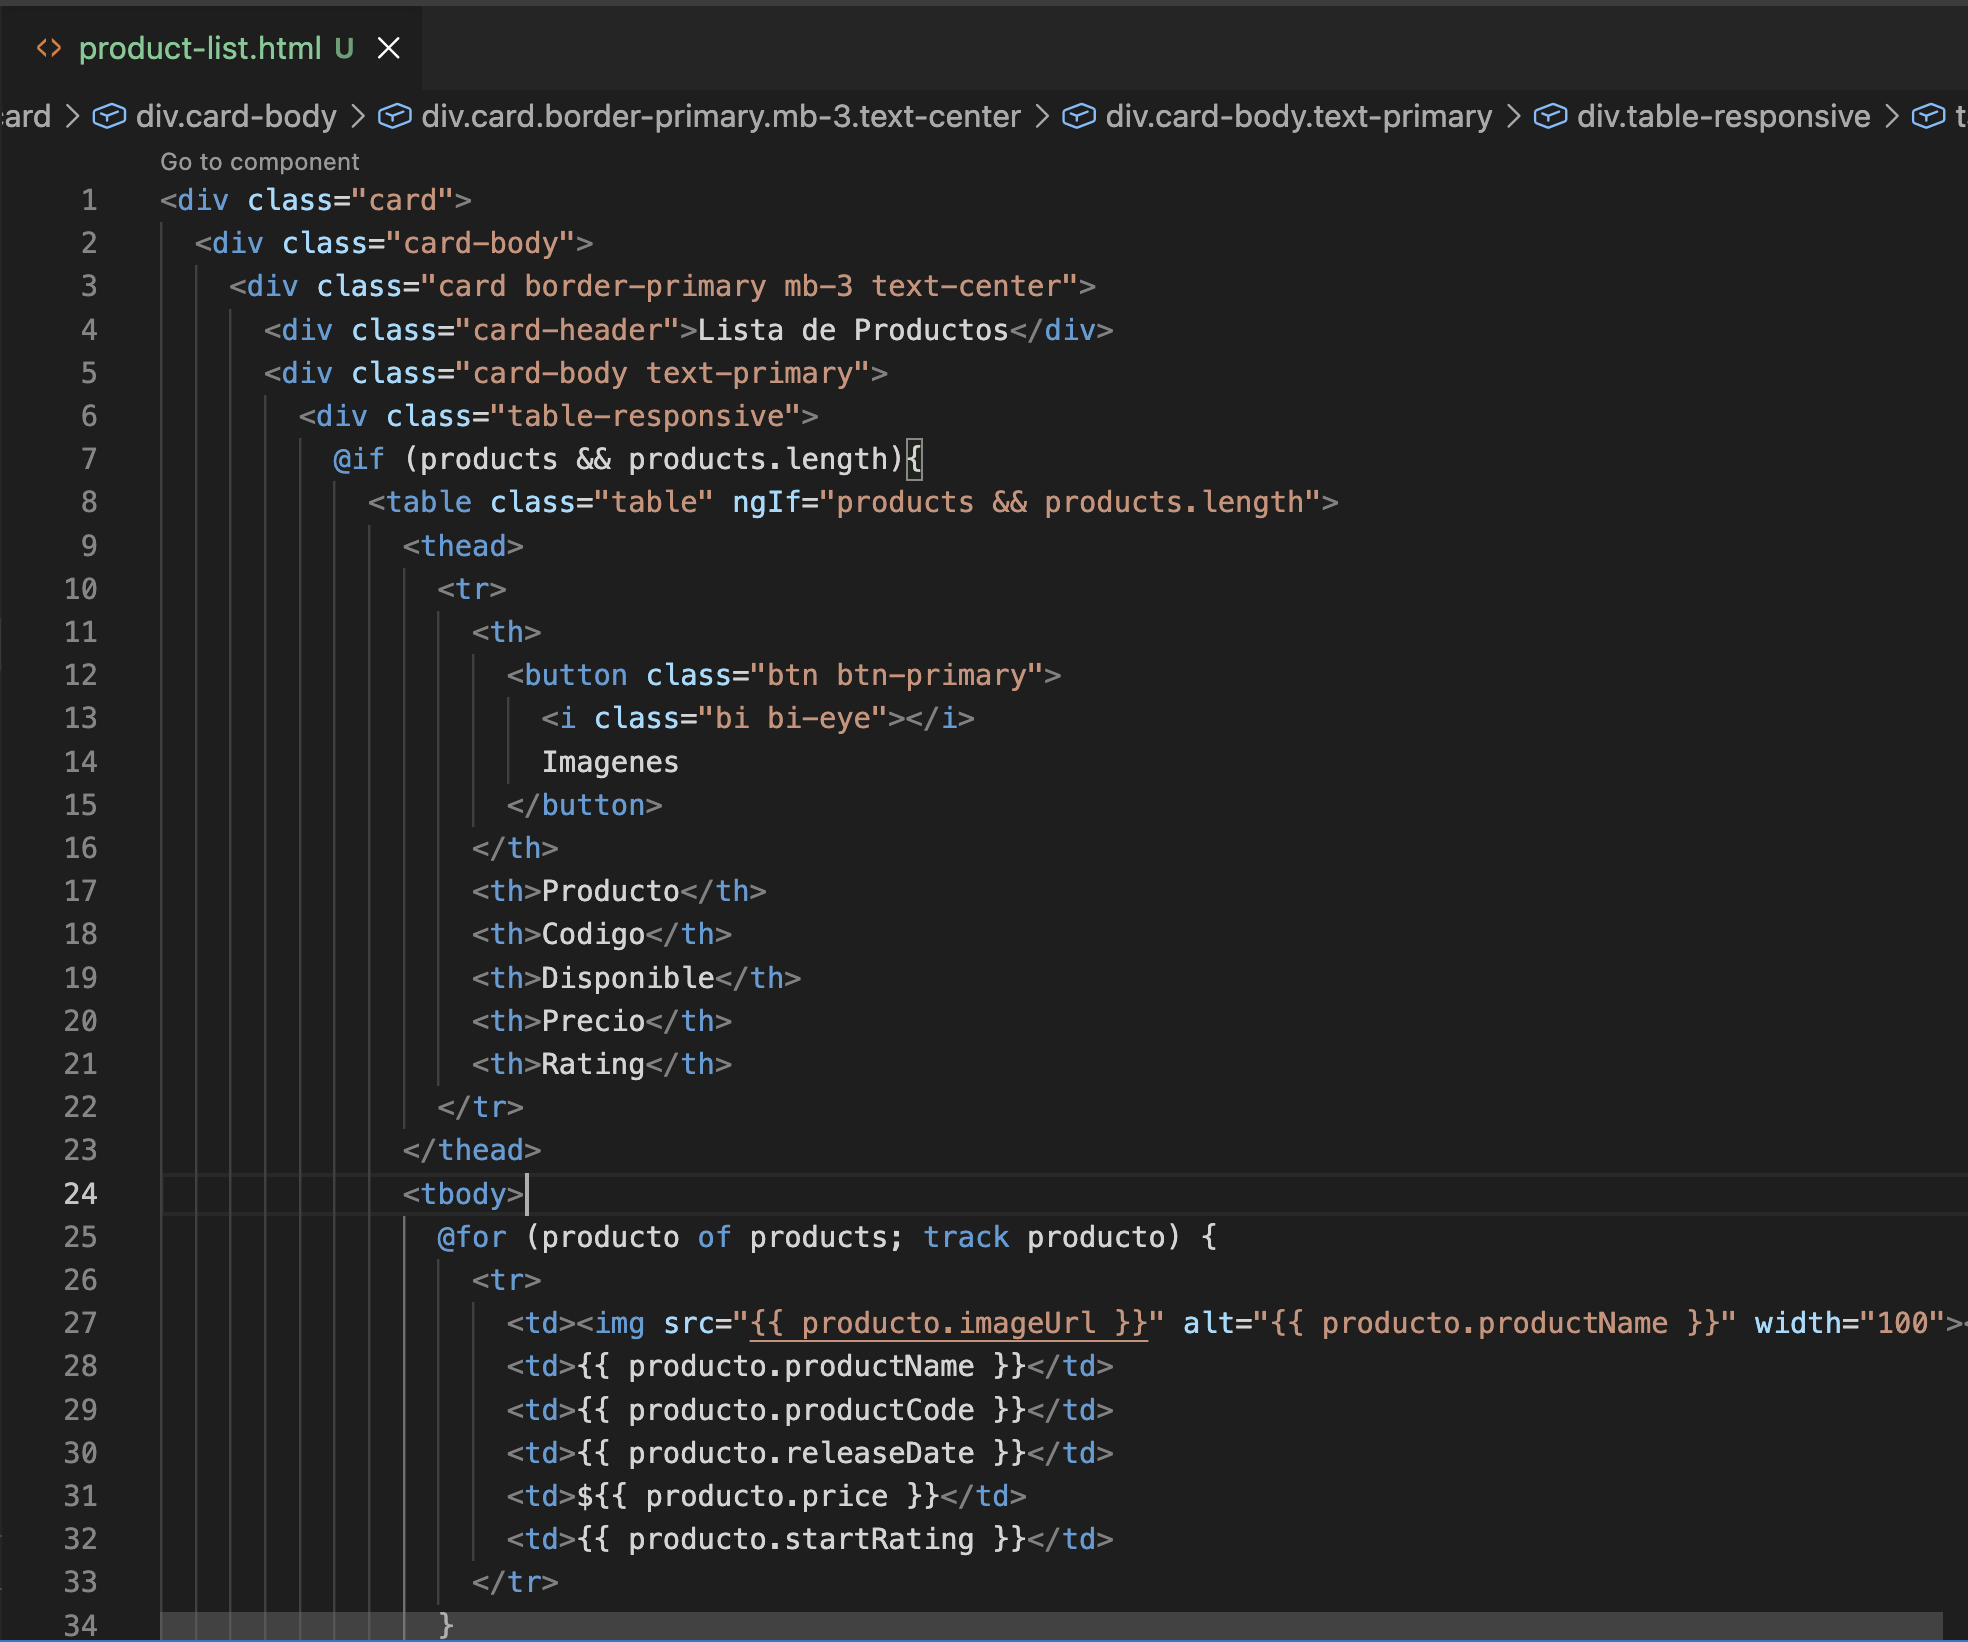 product-list.html U
ard > div.card-body > div.card.border-primary.mb-3.text-center > div.card-body.text-primary > div.table-responsive > t
Go to component
1 <div class="card">
2 <div class="card-body">
3 <div class="card border-primary mb-3 text-center">
4 <div class="card-header">Lista de Productos</div>
5 <div class="card-body text-primary">
6 <div class="table-responsive">
7 @if (products && products.length){
8 <table class="table" ngIf="products && products.length">
9 <thead>
10 <tr>
11 <th>
12 <button class="btn btn-primary">
13 <i class="bi bi-eye"></i>
14 Imagenes
15 </button>
16 </th>
17 <th>Producto</th>
18 <th>Codigo</th>
19 <th>Disponible</th>
20 <th>Precio</th>
21 <th>Rating</th>
22 </tr>
23 </thead>
24 <tbody>
25 @for (producto of products; track producto) {
26 <tr>
27 <td><img src="{{ producto.imageUrl }}" alt="{{ producto.productName }}" width="100"><
28 <td>{{ producto.productName }}</td>
29 <td>{{ producto.productCode }}</td>
30 <td>{{ producto.releaseDate }}</td>
31 <td>${{ producto.price }}</td>
32 <td>{{ producto.startRating }}</td>
33 </tr>
34 }